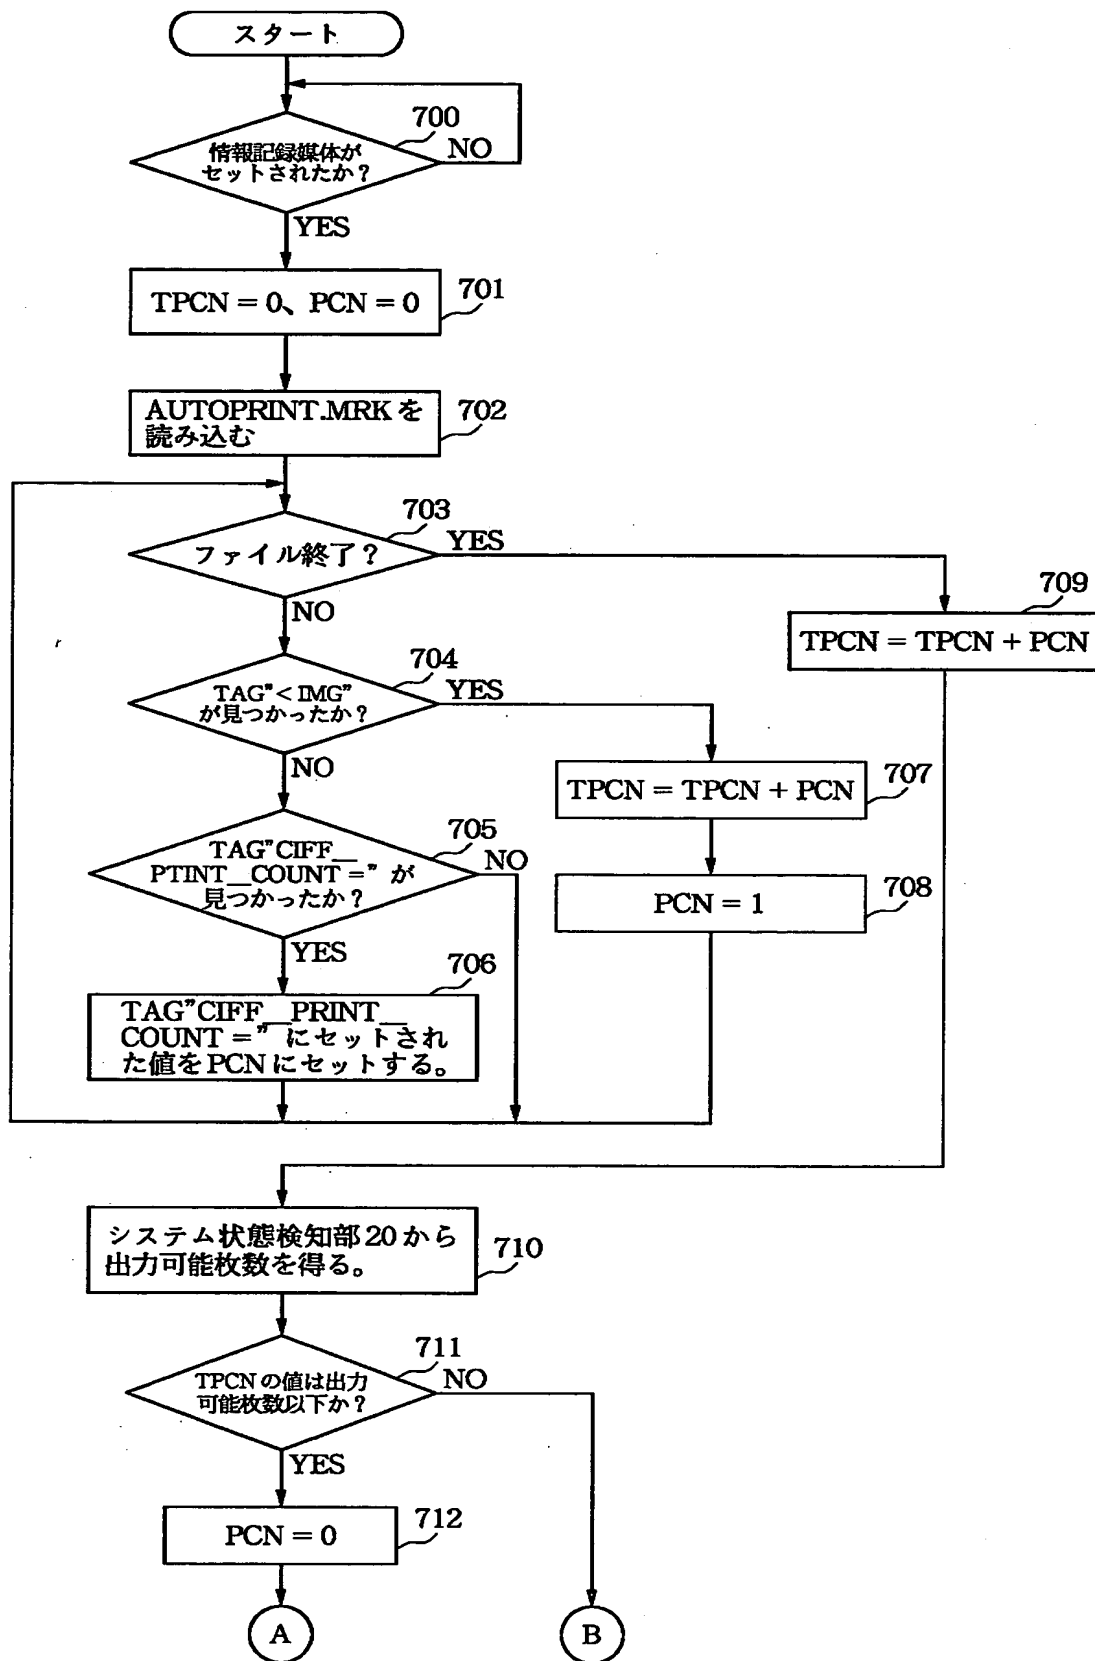 スタート
700
情報記録媒体が
セットされたか？
NO
YES
701
TPCN = 0、PCN = 0
702
AUTOPRINT.MRK を
読み込む
703
ファイル終了？
YES
NO
709
TPCN = TPCN + PCN
704
TAG"< IMG"
が見つかったか？
YES
NO
707
TPCN = TPCN + PCN
705
TAG"CIFF__
PTINT__COUNT =" が
見つかったか？
NO
YES
708
PCN = 1
706
TAG"CIFF__PRINT__
COUNT =" にセットされ
た値をPCNにセットする。
710
システム状態検知部20から
出力可能枚数を得る。
711
TPCNの値は出力
可能枚数以下か？
NO
YES
712
PCN = 0
A
B